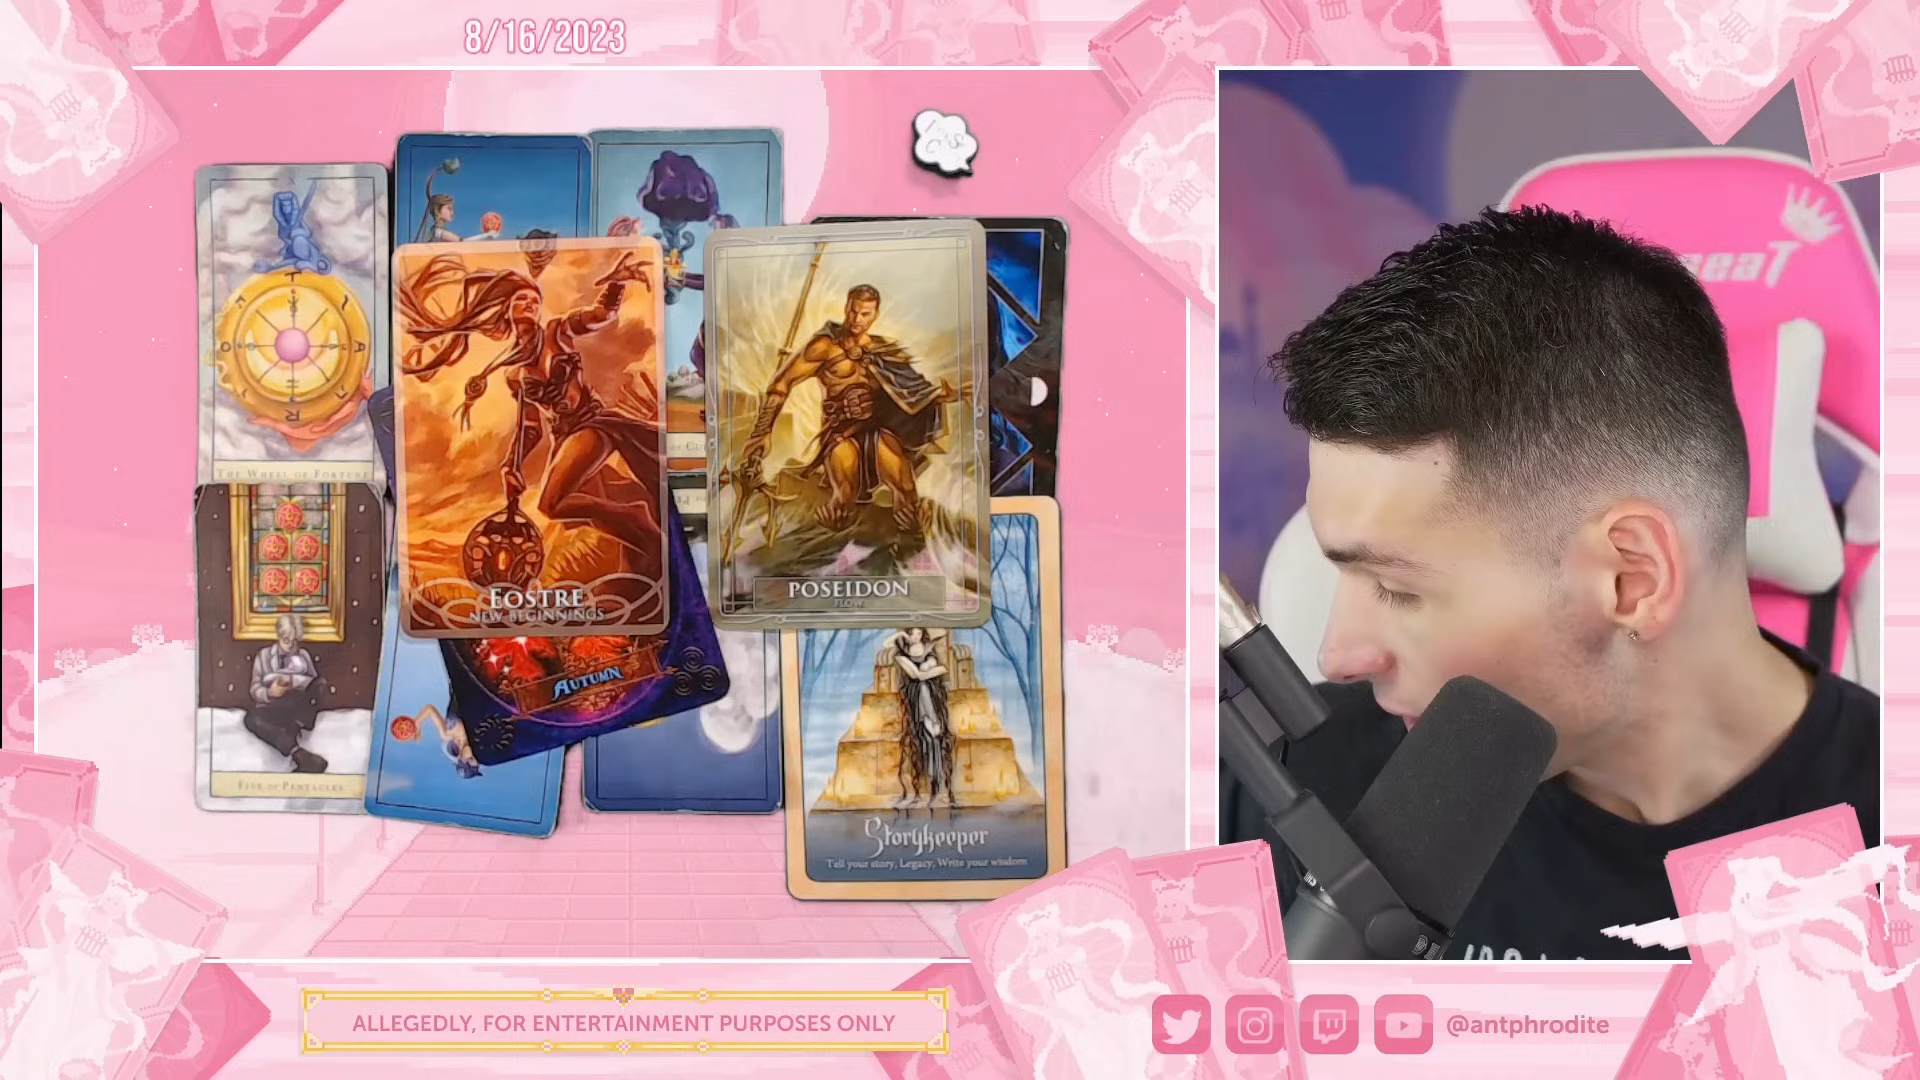 8/16/2023
THE WHEEL OF FORTUNE
EOSTRE
NEW BEGINNINGS
POSEIDON
FLOW
AUTUMN
FIVE OF PENTACLES
Storykeeper
Tell your story, Legacy, Write your wisdom
ALLEGEDLY, FOR ENTERTAINMENT PURPOSES ONLY
@antphrodite